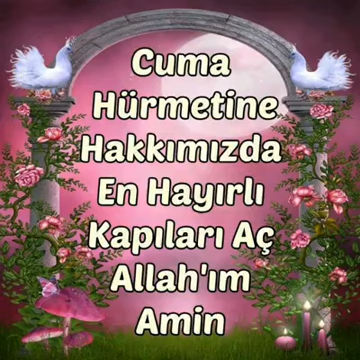 Cuma
Hürmetine
Hakkımızda
En Hayırlı
Kapıları Aç
Allah'ım
Amin